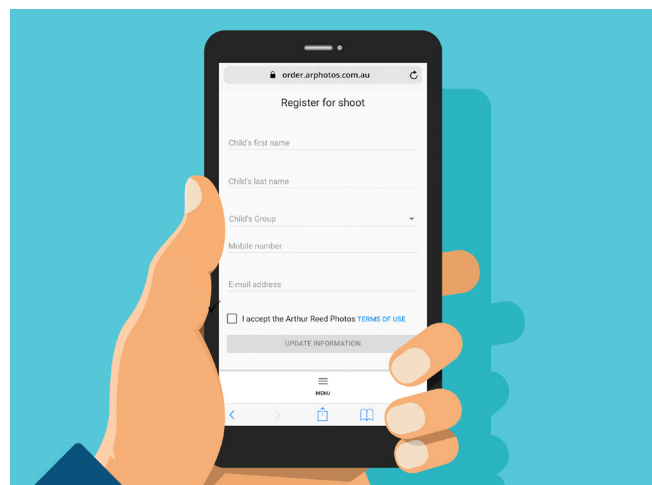 order.arphotos.com.au
Register for shoot
Child's first name
Child's last name
Child's Group
Mobile number
E-mail address
I accept the Arthur Reed Photos TERMS OF USE
UPDATE INFORMATION
MENU